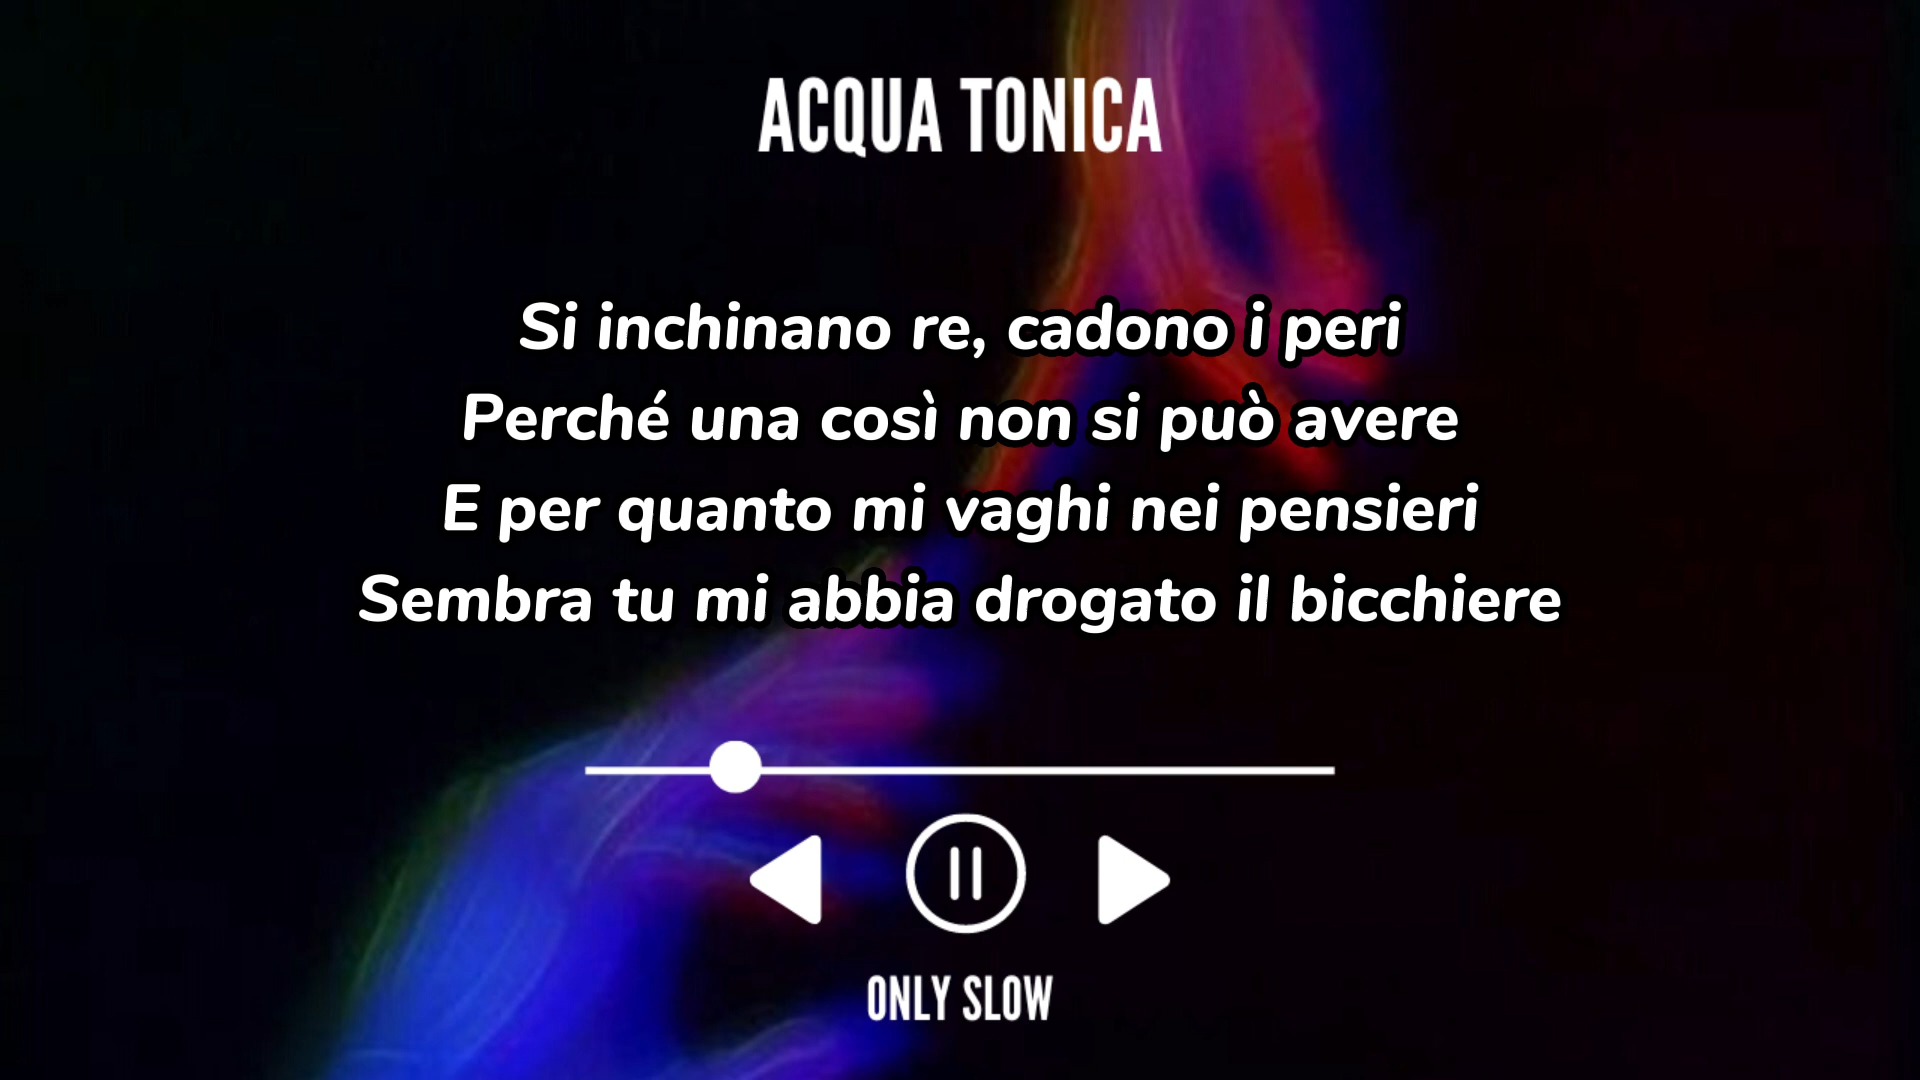 ACQUA TONICA
Si inchinano re, cadono i peri
Perché una così non si può avere
E per quanto mi vaghi nei pensieri
Sembra tu mi abbia drogato il bicchiere
ONLY SLOW